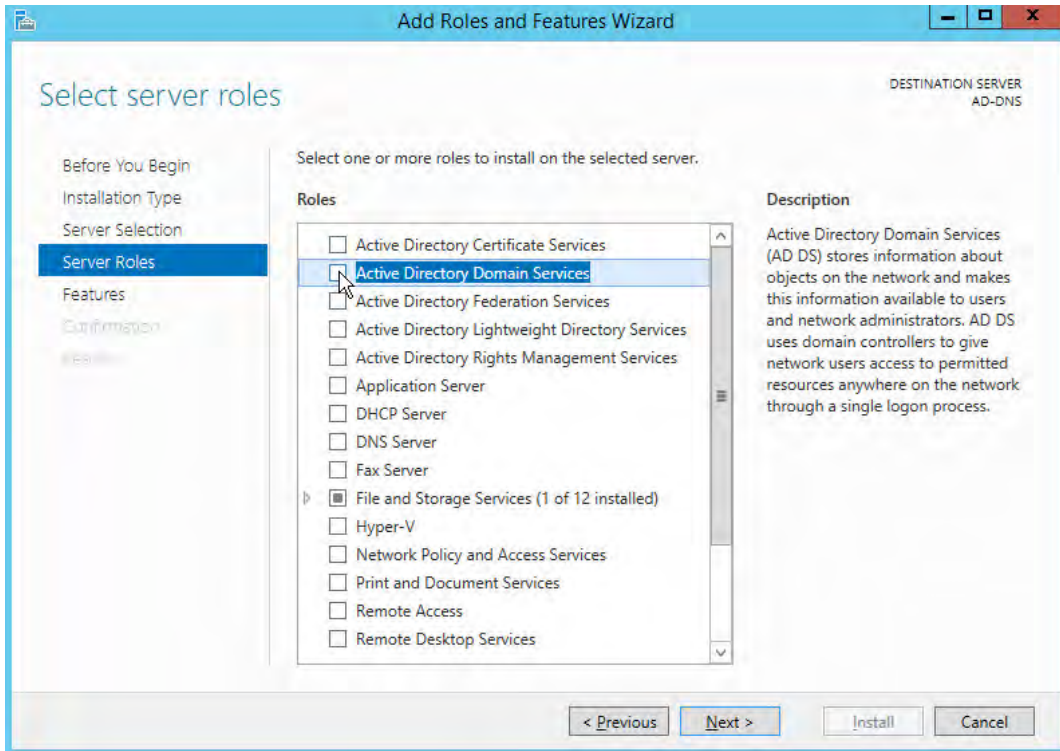 Add Roles and Features Wizard
Select server roles
DESTINATION SERVER
AD-DNS
Before You Begin
Installation Type
Server Selection
Server Roles
Features
Confirmation
Select one or more roles to install on the selected server.
Roles
Active Directory Certificate Services
Active Directory Domain Services
Active Directory Federation Services
Active Directory Lightweight Directory Services
Active Directory Rights Management Services
Application Server
DHCP Server
DNS Server
Fax Server
File and Storage Services (1 of 12 installed)
Hyper-V
Network Policy and Access Services
Print and Document Services
Remote Access
Remote Desktop Services
Description
Active Directory Domain Services
(AD DS) stores information about
objects on the network and makes
this information available to users
and network administrators. AD DS
uses domain controllers to give
network users access to permitted
resources anywhere on the network
through a single logon process.
< Previous
Next >
Install
Cancel